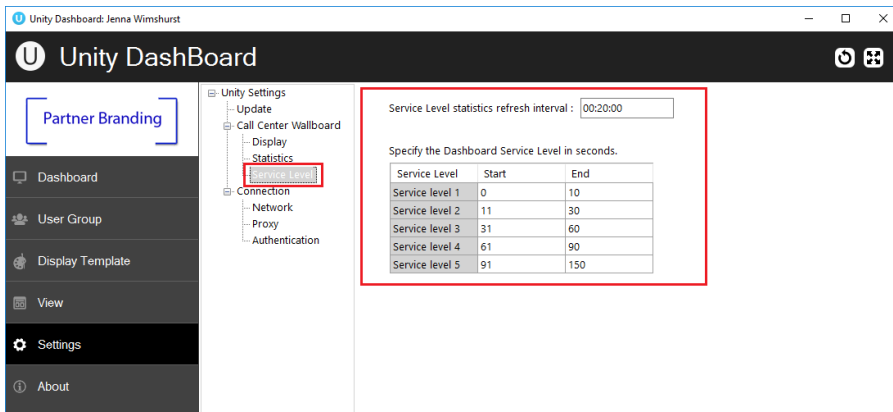 Unity Dashboard: Jenna Wimshurst
Unity DashBoard
Partner Branding
Dashboard
User Group
Display Template
View
Settings
About
Unity Settings
Update
Call Center Wallboard
Display
Statistics
Service Level
Connection
Network
Proxy
Authentication
Service Level statistics refresh interval : 00:20:00
Specify the Dashboard Service Level in seconds.
Service Level Start End
Service level 1 0 10
Service level 2 11 30
Service level 3 31 60
Service level 4 61 90
Service level 5 91 150